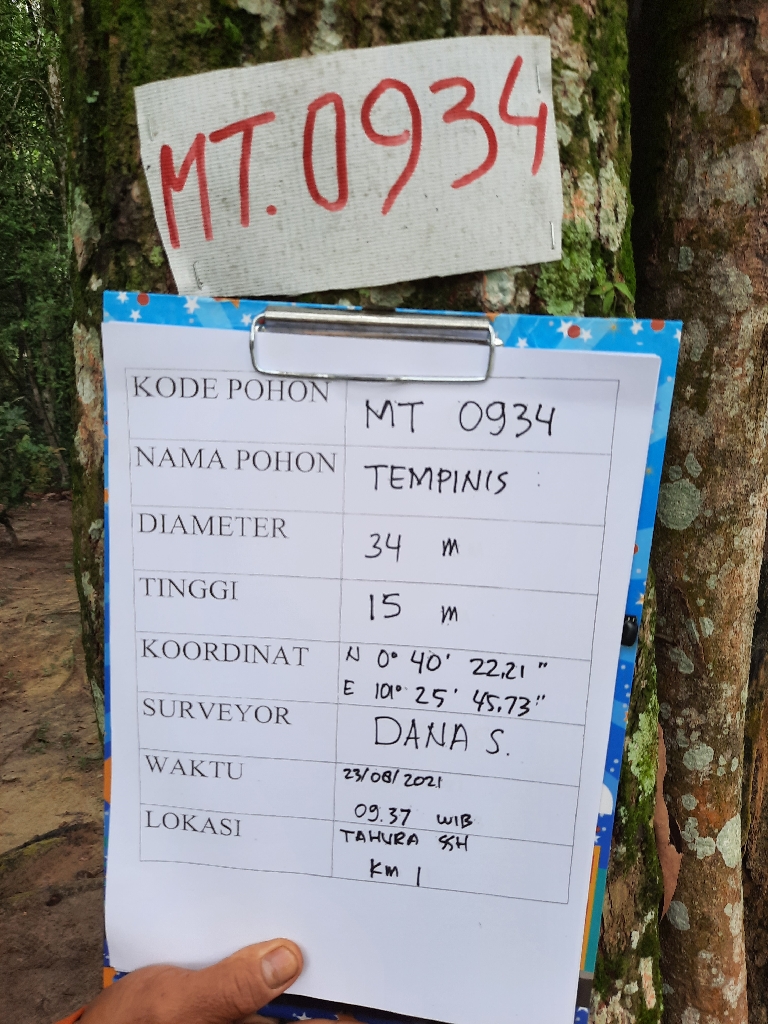 MT.0934
KODE POHON MT 0934
NAMA POHON TEMPINIS :
DIAMETER 34 m
TINGGI 15 m
KOORDINAT N 0° 40' 22,21"
E 101° 25' 45,73"
SURVEYOR DANA S.
WAKTU 23/08/2021
09.37 WIB
LOKASI TAHURA SSH
Km 1